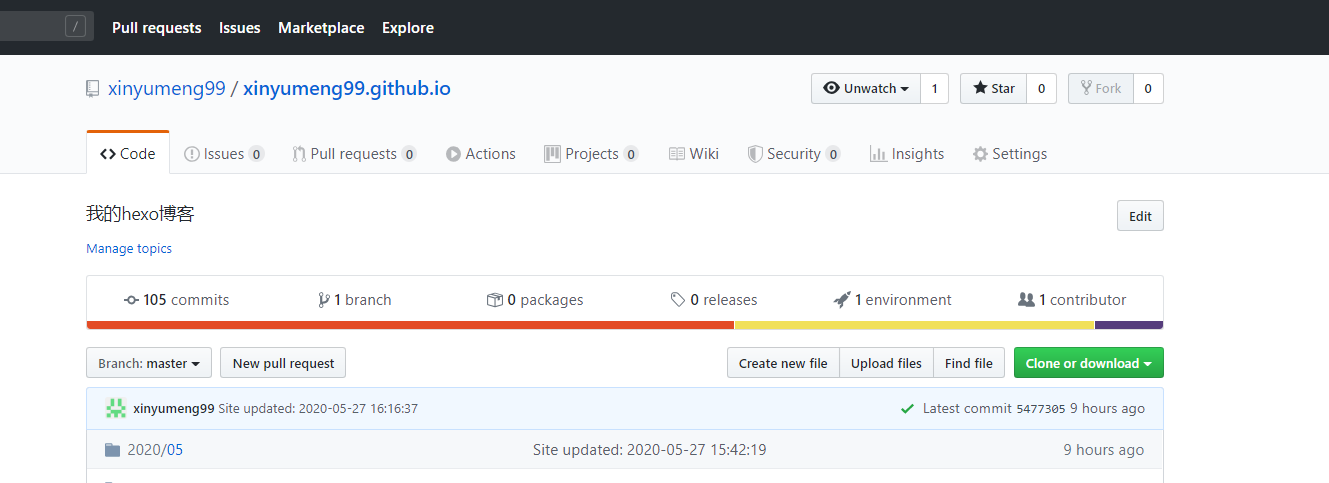 / Pull requests Issues Marketplace Explore
xinyumeng99 / xinyumeng99.github.io Unwatch 1 Star 0 Fork 0
Code Issues 0 Pull requests 0 Actions Projects 0 Wiki Security 0 Insights Settings
我的hexo博客 Edit
Manage topics
105 commits 1 branch 0 packages 0 releases 1 environment 1 contributor
Branch: master New pull request Create new file Upload files Find file Clone or download
xinyumeng99 Site updated: 2020-05-27 16:16:37 Latest commit 5477305 9 hours ago
2020/05 Site updated: 2020-05-27 15:42:19 9 hours ago